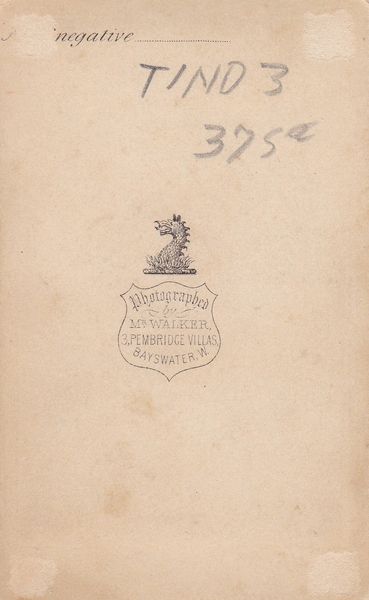 negative
TIND 3
375a
Photographed
by
Mr. WALKER,
3, PEMBRIDGE VILLAS,
BAYSWATER, W.